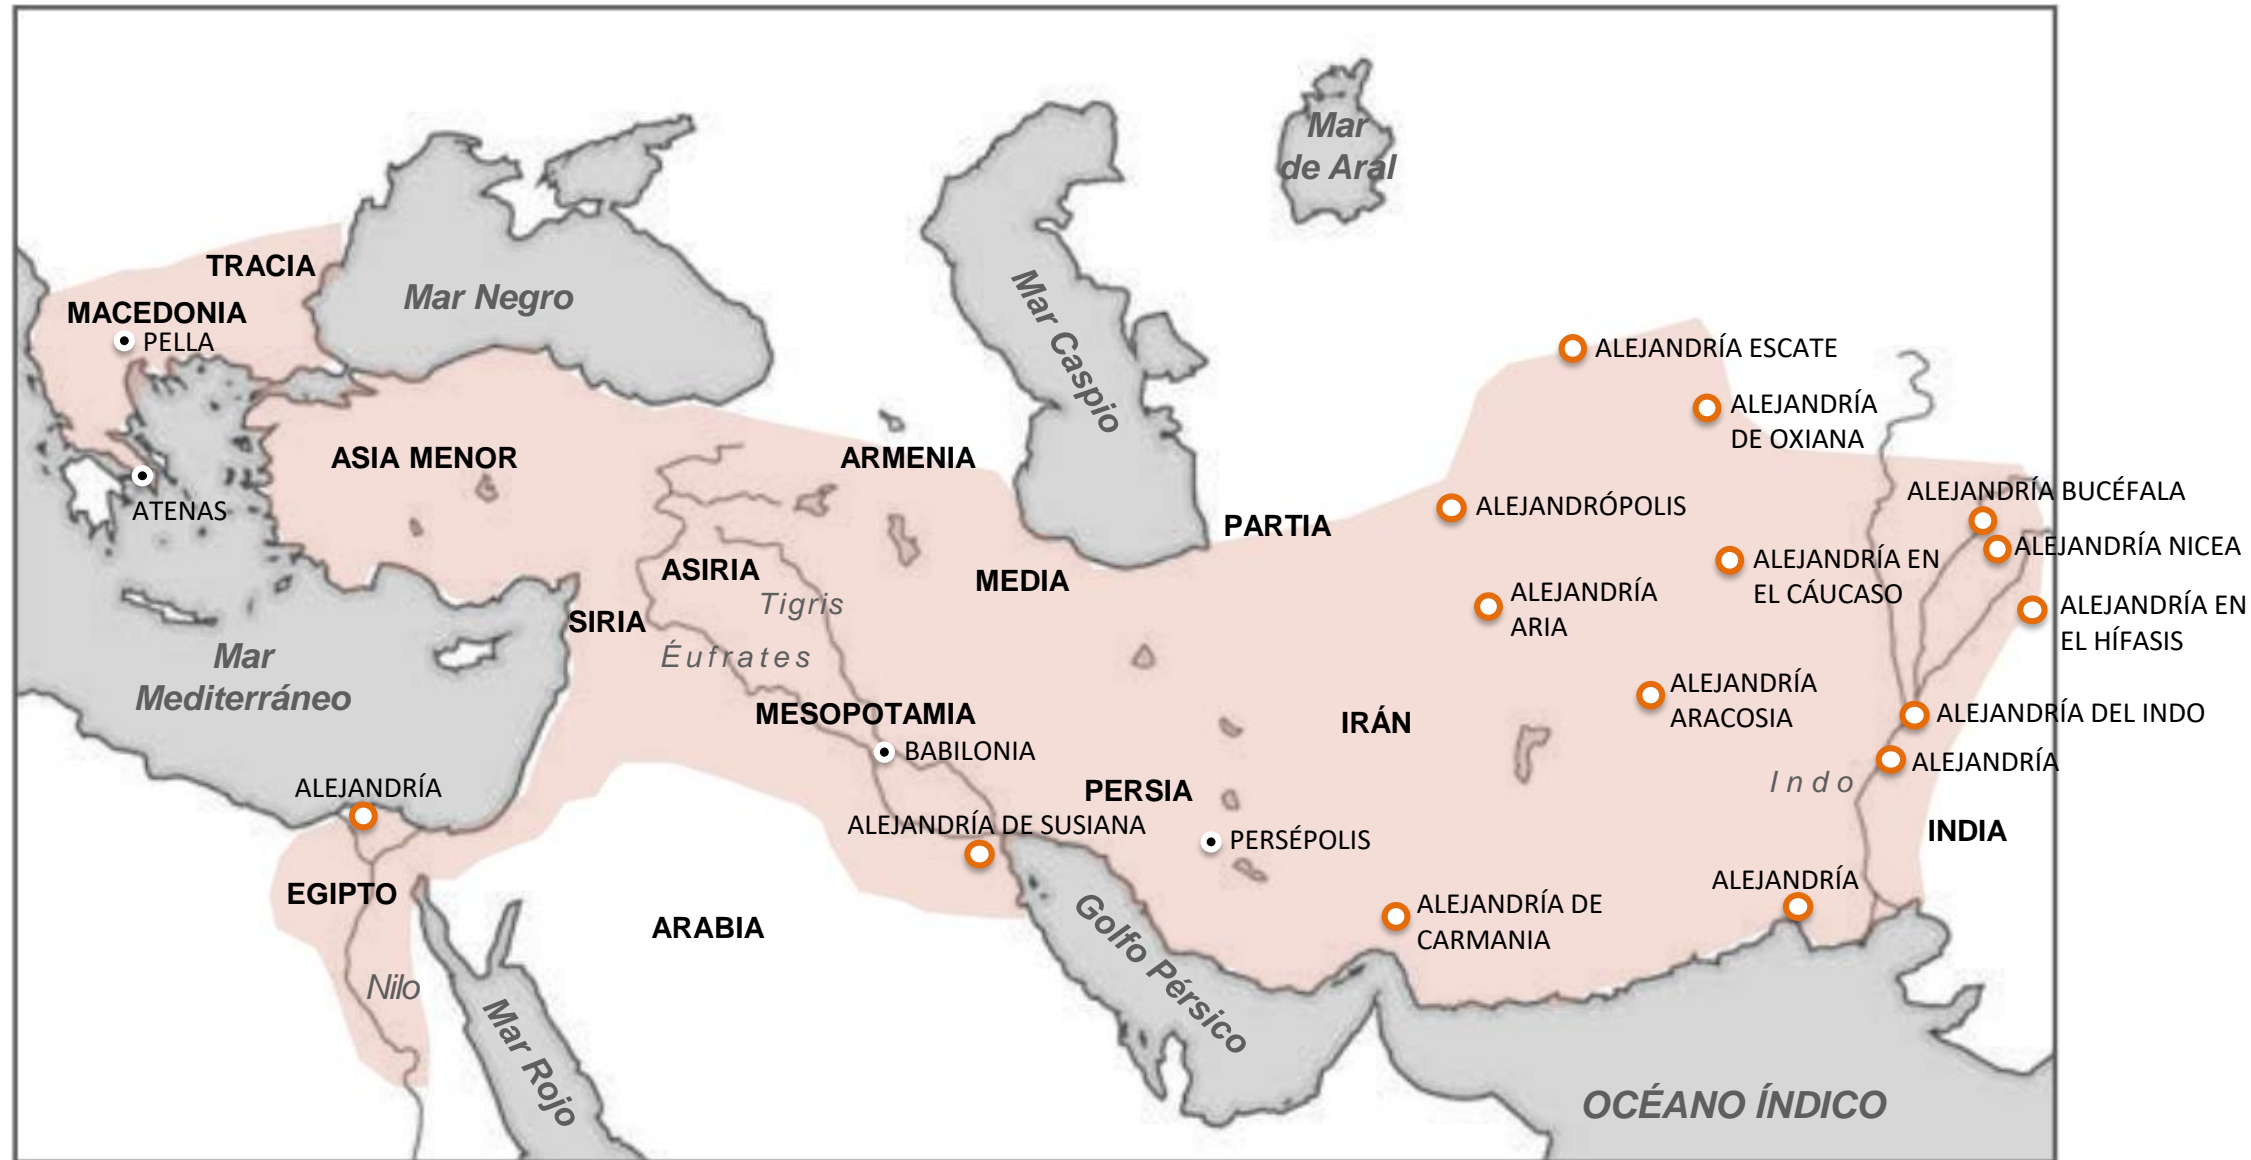 Mar
de Aral
TRACIA
Mar Negro
Mar Caspio
MACEDONIA
PELLA
ALEJANDRÍA ESCATE
ALEJANDRÍA
DE OXIANA
ASIA MENOR
ARMENIA
ATENAS
ALEJANDRÓPOLIS
PARTIA
ALEJANDRÍA BUCÉFALA
ALEJANDRÍA NICEA
ASIRIA
MEDIA
ALEJANDRÍA EN
EL CÁUCASO
Tigris
ALEJANDRÍA
ARIA
ALEJANDRÍA EN
EL HÍFASIS
SIRIA
Éufrates
Mar
Mediterráneo
ALEJANDRÍA
ARACOSIA
MESOPOTAMIA
IRÁN
ALEJANDRÍA DEL INDO
BABILONIA
ALEJANDRÍA
Indo
ALEJANDRÍA
PERSIA
ALEJANDRÍA DE SUSIANA
PERSÉPOLIS
INDIA
EGIPTO
ALEJANDRÍA
ARABIA
ALEJANDRÍA DE
CARMANIA
Golfo Pérsico
Nilo
Mar Rojo
OCÉANO ÍNDICO